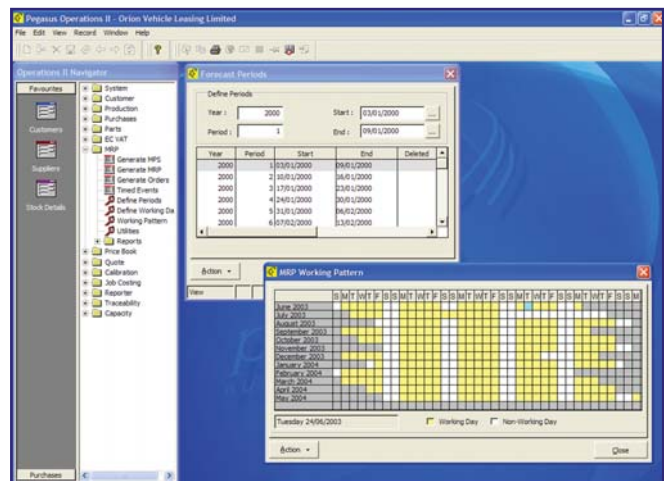 Pegasus Operations II - Orion Vehicle Leasing Limited
File Edit View Record Window Help
Operations II Navigator
Favourites
Customers
Suppliers
Stock Details
Purchases
System
Customer
Production
Purchases
Parts
EC VAT
MRP
Generate MPS
Generate MRP
Generate Orders
Timed Events
Define Periods
Define Working Da
Working Pattern
Utilities
Reports
Price Book
Quote
Calibration
Job Costing
Reporter
Traceability
Capacity
Forecast Periods
Define Periods
Year : 2000 Start : 03/01/2000 ...
Period : 1 End : 09/01/2000 ...
Year Period Start End Deleted
2000 1 03/01/2000 09/01/2000
2000 2 10/01/2000 16/01/2000
2000 3 17/01/2000 23/01/2000
2000 4 24/01/2000 30/01/2000
2000 5 31/01/2000 06/02/2000
2000 6 07/02/2000 13/02/2000
Action
View
MRP Working Pattern
S M T W T F S S M T W T F S S M T W T F S S M T W T F S S M T W T F S S M
June 2003
July 2003
August 2003
September 2003
October 2003
November 2003
December 2003
January 2004
February 2004
March 2004
April 2004
May 2004
Tuesday 24/06/2003 Working Day Non-Working Day
Action Close